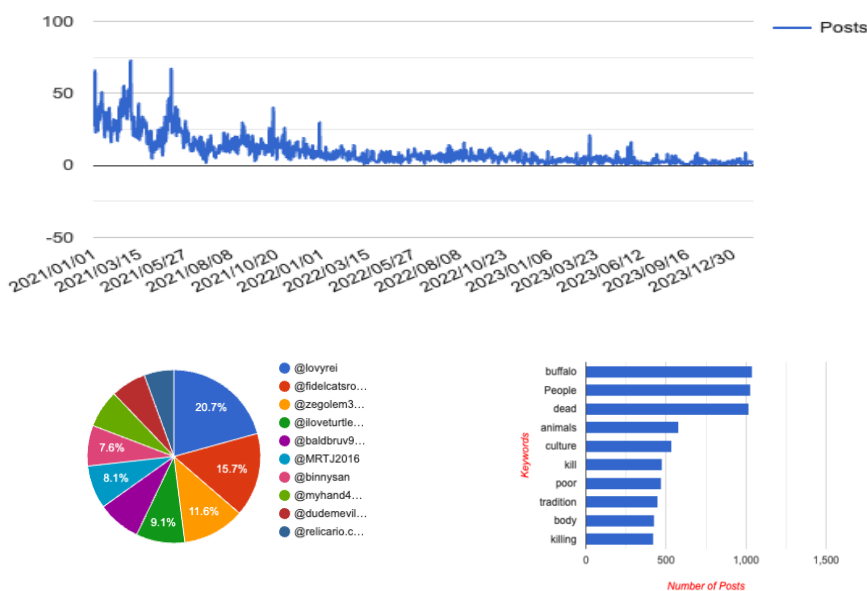 100
Posts
50
0
-50
2021/01/01
2021/03/15
2021/05/27
2021/08/08
2021/10/20
2022/01/01
2022/03/15
2022/05/27
2022/08/08
2022/10/23
2023/01/06
2023/03/23
2023/06/12
2023/09/16
2023/12/30
20.7%
15.7%
11.6%
9.1%
8.1%
7.6%
@lovyrei
@fidelcatsro...
@zegolem3...
@iloveturtle...
@baldbruv9...
@MRTJ2016
@binnysan
@myhand4...
@dudemevil...
@relicario.c...
Keywords
buffalo
People
dead
animals
culture
kill
poor
tradition
body
killing
0 500 1,000 1,500
Number of Posts